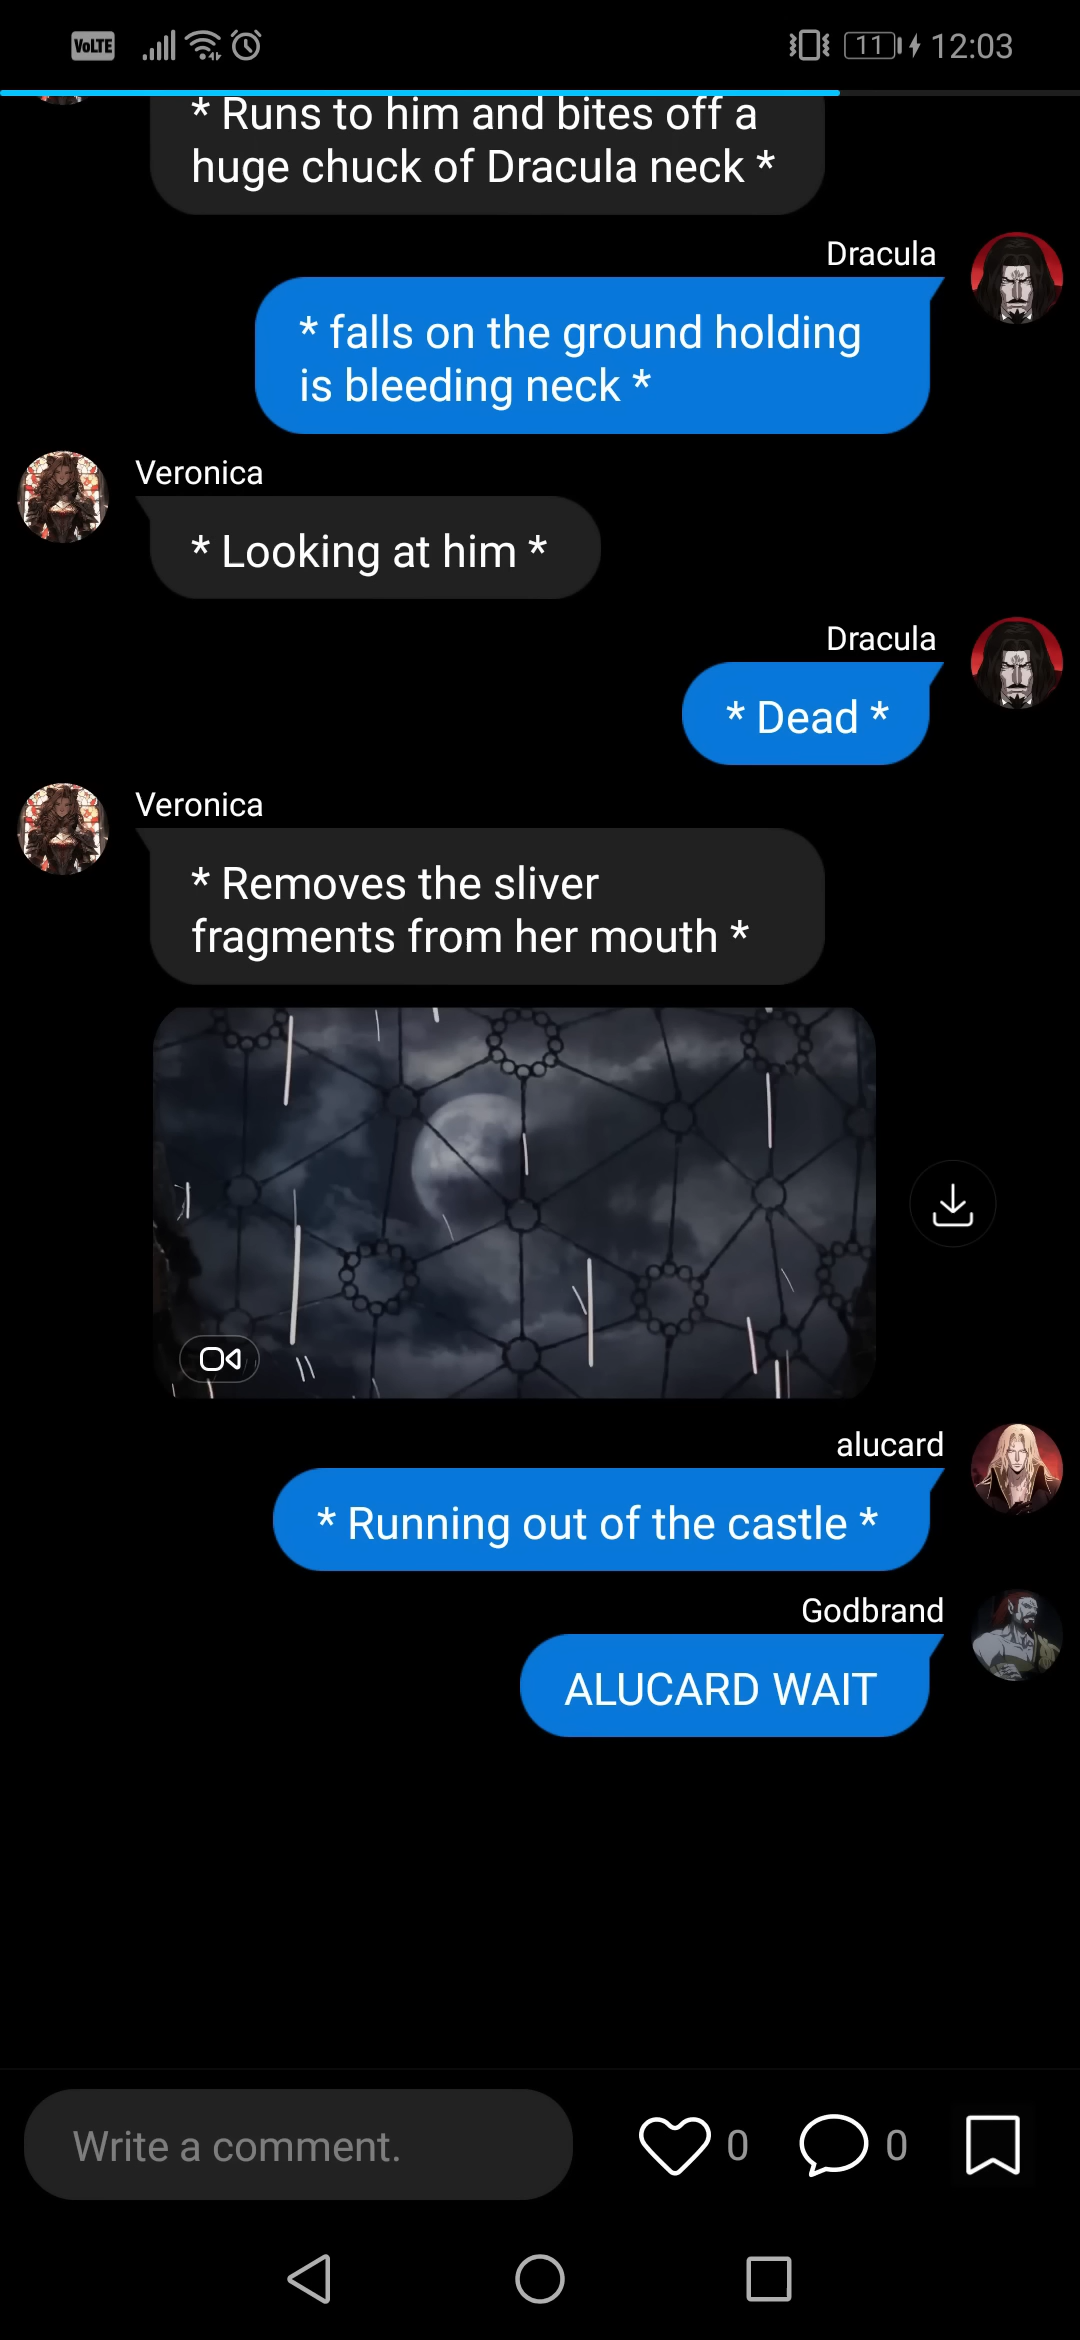 VoLTE
11
12:03
* Runs to him and bites off a
huge chuck of Dracula neck *
Dracula
* falls on the ground holding
is bleeding neck *
Veronica
* Looking at him *
Dracula
* Dead *
Veronica
* Removes the sliver
fragments from her mouth *
alucard
* Running out of the castle *
Godbrand
ALUCARD WAIT
Write a comment.
0
0